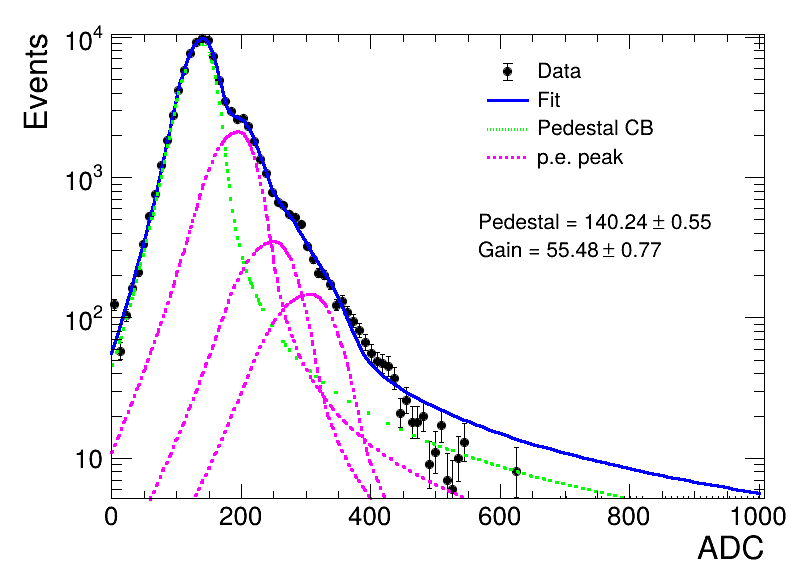 Events
10⁴
10³
10²
10
0
200
400
600
800
1000
ADC
Data
Fit
Pedestal CB
p.e. peak
Pedestal = 140.24 ± 0.55
Gain = 55.48 ± 0.77